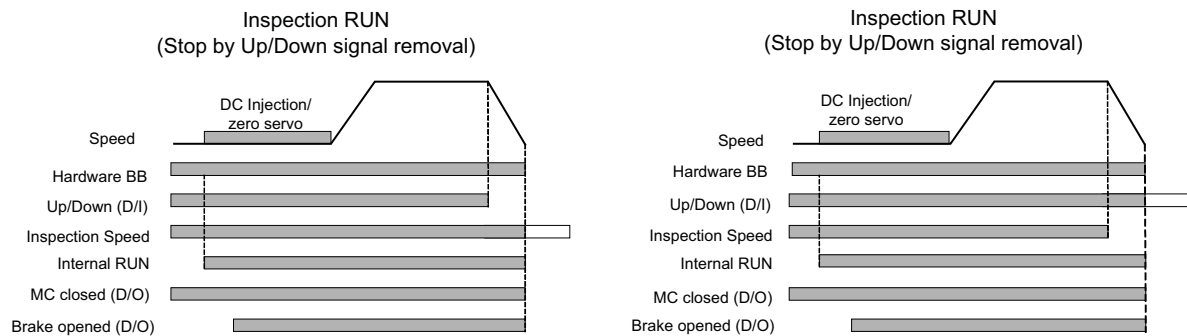 Inspection RUN
(Stop by Up/Down signal removal)
DC Injection/
zero servo
Speed
Hardware BB
Up/Down (D/I)
Inspection Speed
Internal RUN
MC closed (D/O)
Brake opened (D/O)
Inspection RUN
(Stop by Up/Down signal removal)
DC Injection/
zero servo
Speed
Hardware BB
Up/Down (D/I)
Inspection Speed
Internal RUN
MC closed (D/O)
Brake opened (D/O)